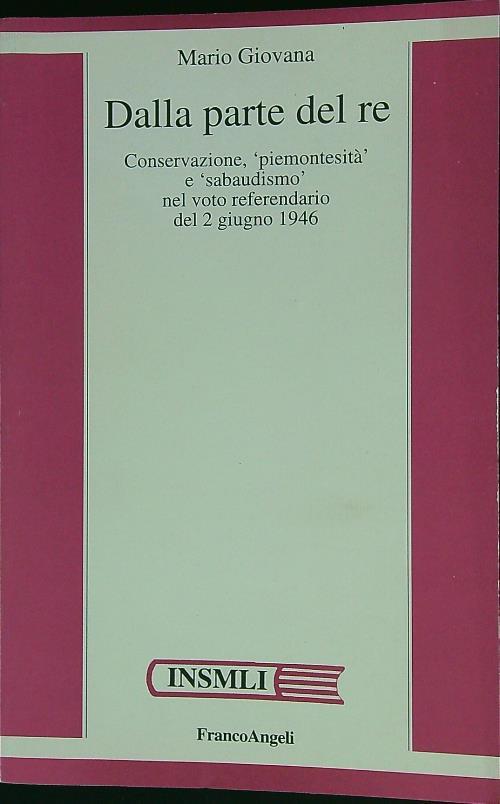 Mario Giovana
Dalla parte del re
Conservazione, ‘piemontesità’
e ‘sabaudismo’
nel voto referendario
del 2 giugno 1946
INSMLI
FrancoAngeli